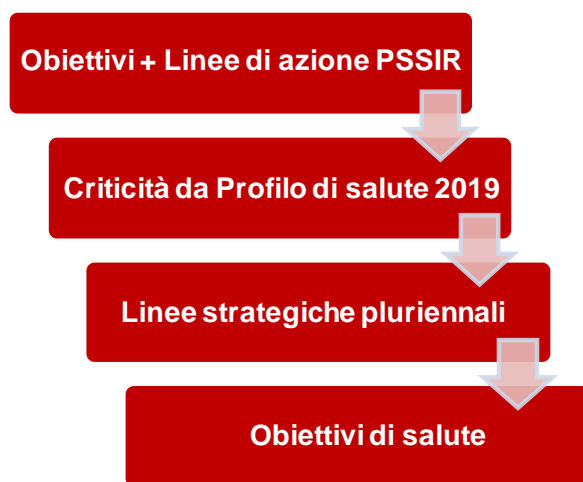 Obiettivi + Linee di azione PSSIR
Criticità da Profilo di salute 2019
Linee strategiche pluriennali
Obiettivi di salute